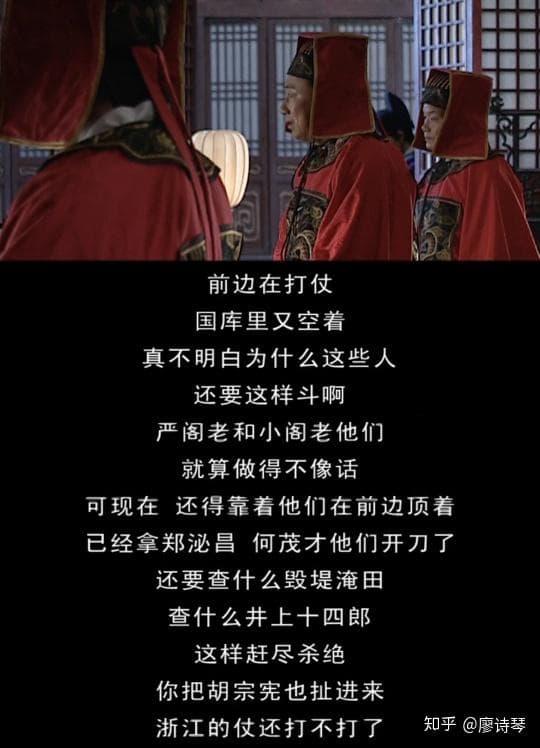 前边在打仗
国库里又空着
真不明白为什么这些人
还要这样斗啊
严阁老和小阁老他们
就算做得不像话
可现在 还得靠着他们在前边顶着
已经拿郑泌昌 何茂才他们开刀了
还要查什么毁堤淹田
查什么井上十四郎
这样赶尽杀绝
你把胡宗宪也扯进来
浙江的仗还打不打了
知乎 @廖诗琴